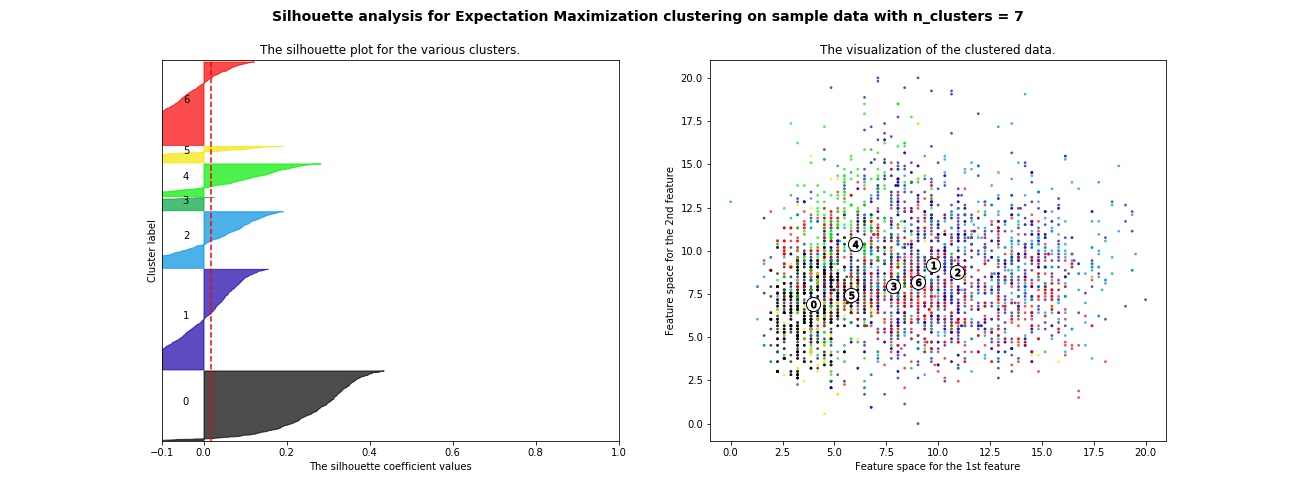 Silhouette analysis for Expectation Maximization clustering on sample data with n_clusters = 7
The silhouette plot for the various clusters.
Cluster label
6
5
4
3
2
1
0
−0.1 0.0 0.2 0.4 0.6 0.8 1.0
The silhouette coefficient values
The visualization of the clustered data.
Feature space for the 2nd feature
20.0
17.5
15.0
12.5
10.0
7.5
5.0
2.5
0.0
4
1
2
6
3
5
0
0.0 2.5 5.0 7.5 10.0 12.5 15.0 17.5 20.0
Feature space for the 1st feature